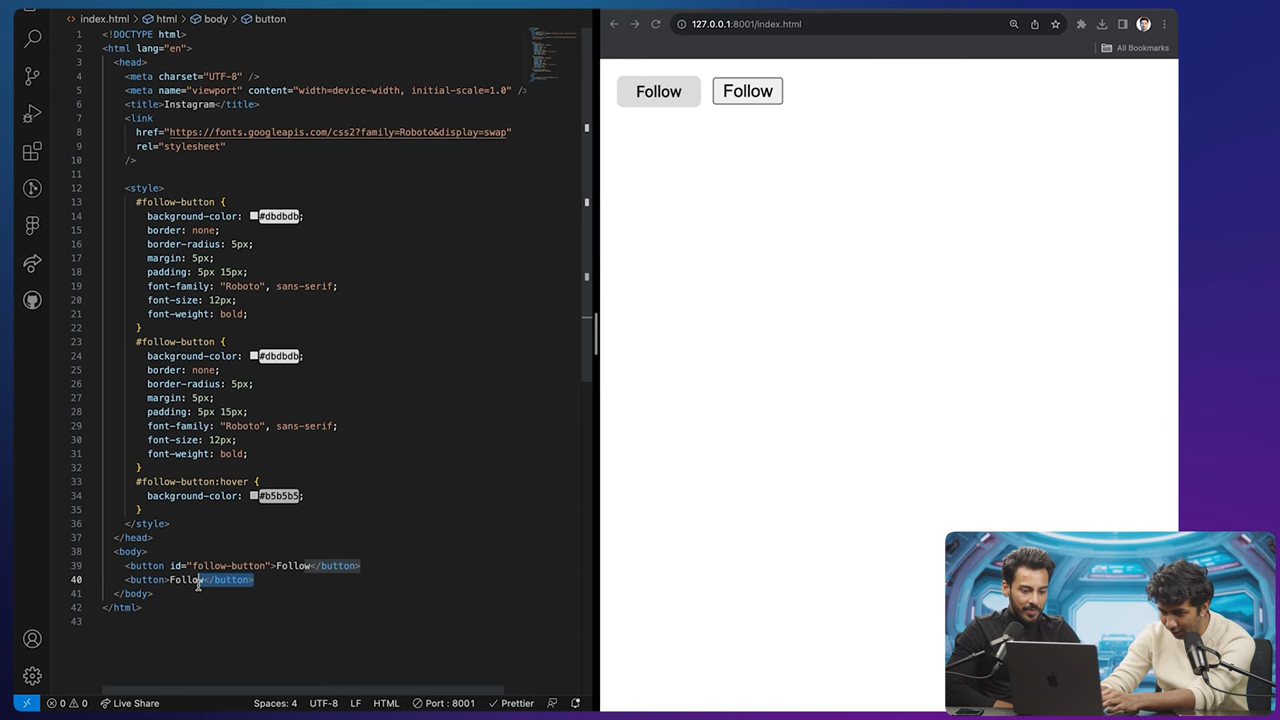 index.html > html > body > button
1 <!DOCTYPE html>
2 <html lang="en">
3 <head>
4 <meta charset="UTF-8" />
5 <meta name="viewport" content="width=device-width, initial-scale=1.0" />
6 <title>Instagram</title>
7 <link
8 href="https://fonts.googleapis.com/css2?family=Roboto&display=swap"
9 rel="stylesheet"
10 />
11
12 <style>
13 #follow-button {
14 background-color: #dbdbdb;
15 border: none;
16 border-radius: 5px;
17 margin: 5px;
18 padding: 5px 15px;
19 font-family: "Roboto", sans-serif;
20 font-size: 12px;
21 font-weight: bold;
22 }
23 #follow-button {
24 background-color: #dbdbdb;
25 border: none;
26 border-radius: 5px;
27 margin: 5px;
28 padding: 5px 15px;
29 font-family: "Roboto", sans-serif;
30 font-size: 12px;
31 font-weight: bold;
32 }
33 #follow-button:hover {
34 background-color: #b5b5b5;
35 }
36 </style>
37 </head>
38 <body>
39 <button id="follow-button">Follow</button>
40 <button>Follow</button>
41 </body>
42 </html>
43
0 0 Live Share Spaces: 4 UTF-8 LF HTML Port : 8001 Prettier
127.0.0.1:8001/index.html
All Bookmarks
Follow Follow